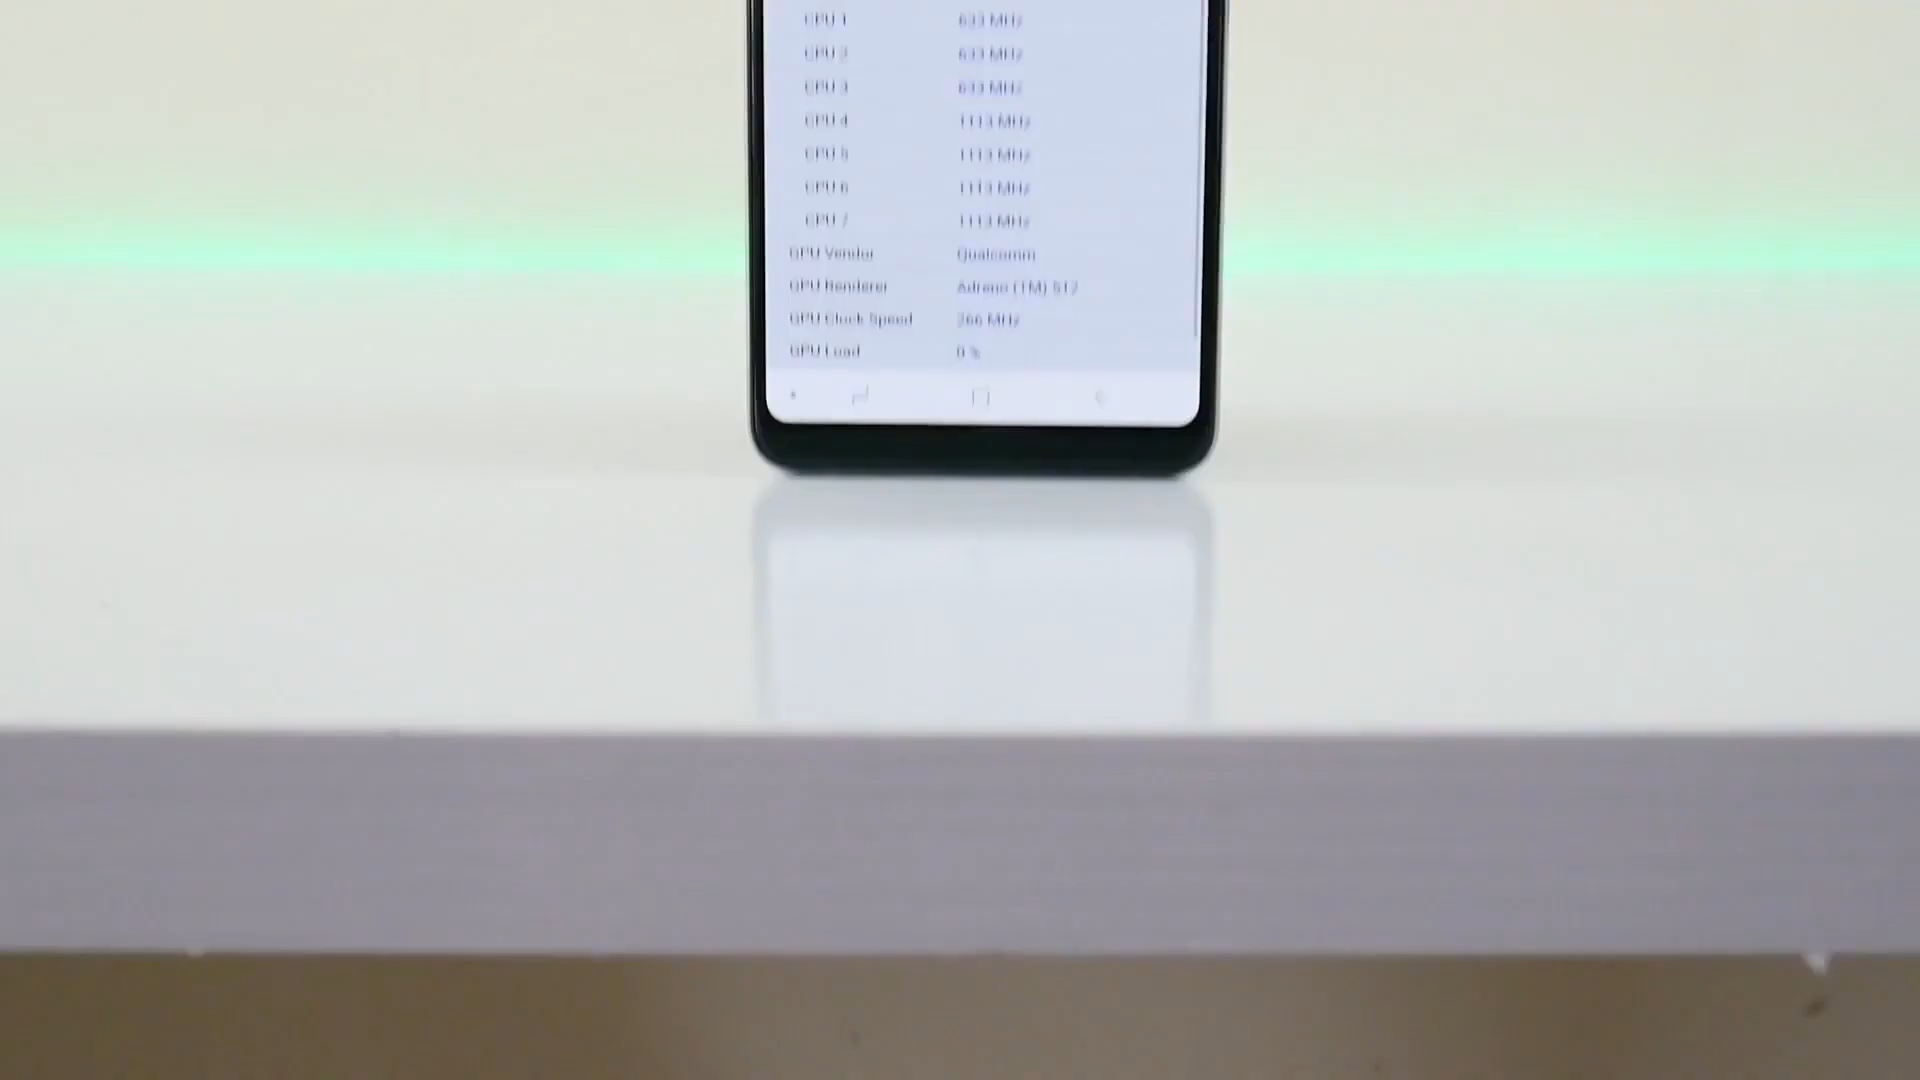 CPU 1 633 MHz
CPU 2 633 MHz
CPU 3 633 MHz
CPU 4 1113 MHz
CPU 5 1113 MHz
CPU 6 1113 MHz
CPU 7 1113 MHz
GPU Vendor Qualcomm
GPU Renderer Adreno (TM) 512
GPU Clock Speed 266 MHz
GPU Load 0 %